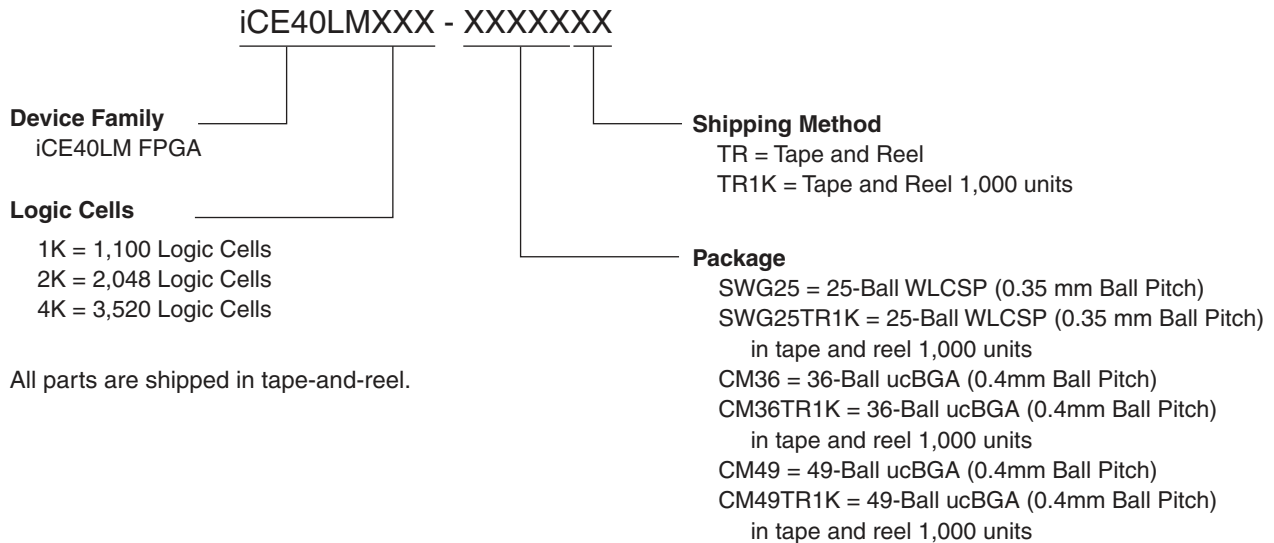 iCE40LMXXX - XXXXXXX
Device Family
iCE40LM FPGA
Logic Cells
1K = 1,100 Logic Cells
2K = 2,048 Logic Cells
4K = 3,520 Logic Cells
All parts are shipped in tape-and-reel.
Shipping Method
TR = Tape and Reel
TR1K = Tape and Reel 1,000 units
Package
SWG25 = 25-Ball WLCSP (0.35 mm Ball Pitch)
SWG25TR1K = 25-Ball WLCSP (0.35 mm Ball Pitch)
in tape and reel 1,000 units
CM36 = 36-Ball ucBGA (0.4mm Ball Pitch)
CM36TR1K = 36-Ball ucBGA (0.4mm Ball Pitch)
in tape and reel 1,000 units
CM49 = 49-Ball ucBGA (0.4mm Ball Pitch)
CM49TR1K = 49-Ball ucBGA (0.4mm Ball Pitch)
in tape and reel 1,000 units